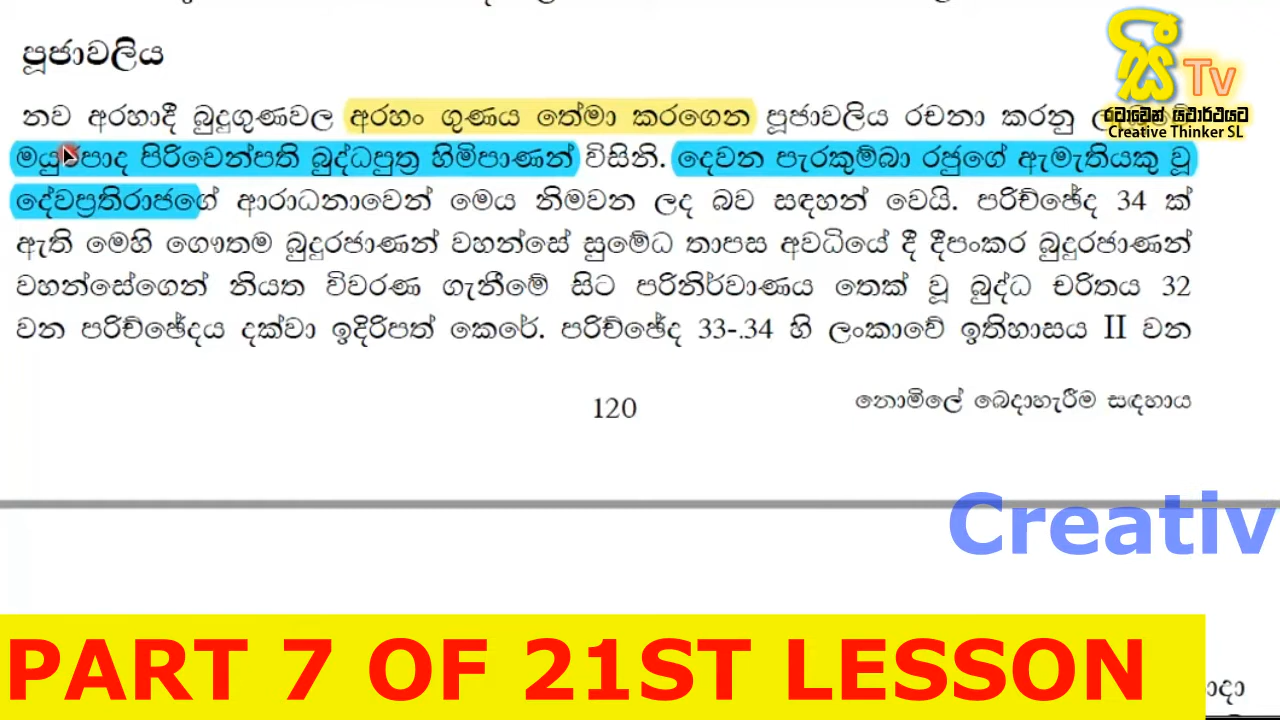 පූජාවලිය
නව අරහාදී බුදුගුණවල අරහං ගුණය තේමා කරගෙන පූජාවලිය රචනා කරනු
පාද පිරිවෙන්පති බුද්ධපුත්‍ර හිමිපාණන් විසිනි. දෙවන පැරකුම්බා රජුගේ ඇමැතියකු වූ
දේවප්‍රතිරාජගේ ආරාධනාවෙන් මෙය නිමවන ලද බව සඳහන් වෙයි. පරිච්ඡේද 34 ක්
ඇති මෙහි ගෞතම බුදුරජාණන් වහන්සේ සුමේධ තාපස අවධියේ දී දීපංකර බුදුරජාණන්
වහන්සේගෙන් නියත විවරණ ගැනීමේ සිට පරිනිර්වාණය තෙක් වූ බුද්ධ චරිතය 32
වන පරිච්ඡේදය දක්වා ඉදිරිපත් කෙරේ. පරිච්ඡේද 33-.34 හි ලංකාවේ ඉතිහාසය II වන
120
නොමිලේ බෙදාහැරීම සඳහාය
සිං Tv
Creative Thinker SL
Creativ
PART 7 OF 21ST LESSON